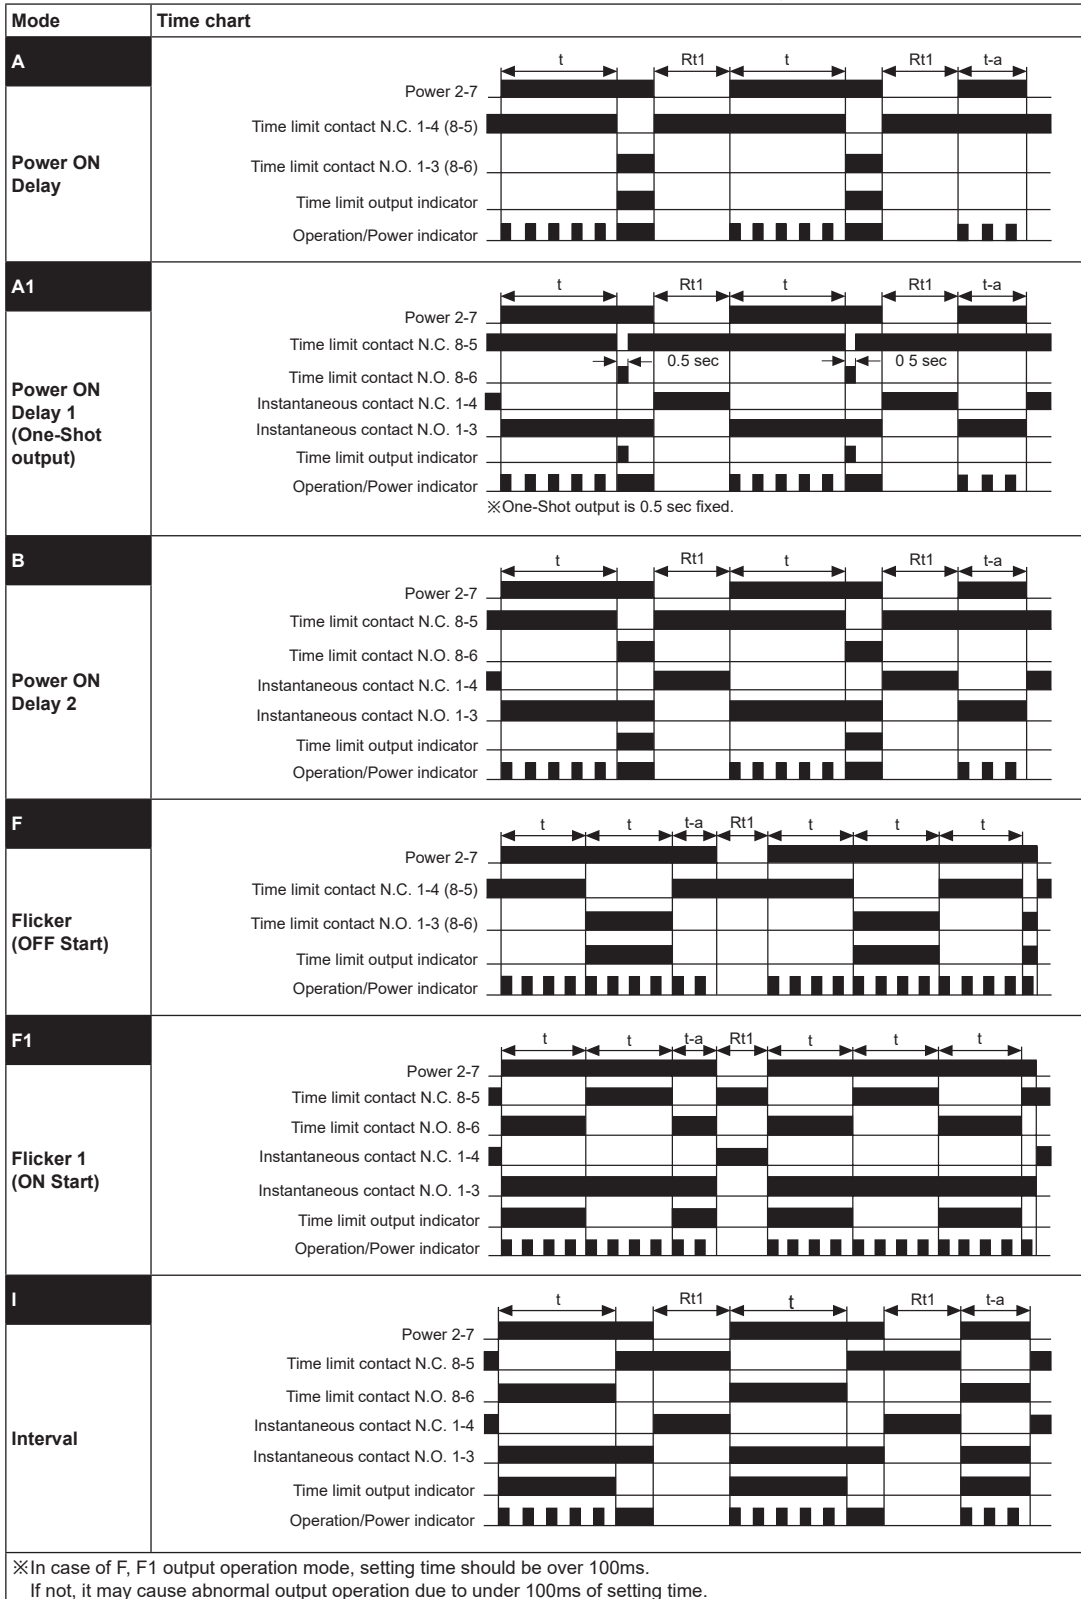 Mode Time chart
A
Power ON
Delay
t Rt1 t Rt1 t-a
Power 2-7
Time limit contact N.C. 1-4 (8-5)
Time limit contact N.O. 1-3 (8-6)
Time limit output indicator
Operation/Power indicator
A1
Power ON
Delay 1
(One-Shot
output)
t Rt1 t Rt1 t-a
Power 2-7
Time limit contact N.C. 8-5
0.5 sec 0 5 sec
Time limit contact N.O. 8-6
Instantaneous contact N.C. 1-4
Instantaneous contact N.O. 1-3
Time limit output indicator
Operation/Power indicator
※One-Shot output is 0.5 sec fixed.
B
Power ON
Delay 2
t Rt1 t Rt1 t-a
Power 2-7
Time limit contact N.C. 8-5
Time limit contact N.O. 8-6
Instantaneous contact N.C. 1-4
Instantaneous contact N.O. 1-3
Time limit output indicator
Operation/Power indicator
F
Flicker
(OFF Start)
t t t-a Rt1 t t t
Power 2-7
Time limit contact N.C. 1-4 (8-5)
Time limit contact N.O. 1-3 (8-6)
Time limit output indicator
Operation/Power indicator
F1
Flicker 1
(ON Start)
t t t-a Rt1 t t t
Power 2-7
Time limit contact N.C. 8-5
Time limit contact N.O. 8-6
Instantaneous contact N.C. 1-4
Instantaneous contact N.O. 1-3
Time limit output indicator
Operation/Power indicator
I
Interval
t Rt1 t Rt1 t-a
Power 2-7
Time limit contact N.C. 8-5
Time limit contact N.O. 8-6
Instantaneous contact N.C. 1-4
Instantaneous contact N.O. 1-3
Time limit output indicator
Operation/Power indicator
※In case of F, F1 output operation mode, setting time should be over 100ms.
If not, it may cause abnormal output operation due to under 100ms of setting time.